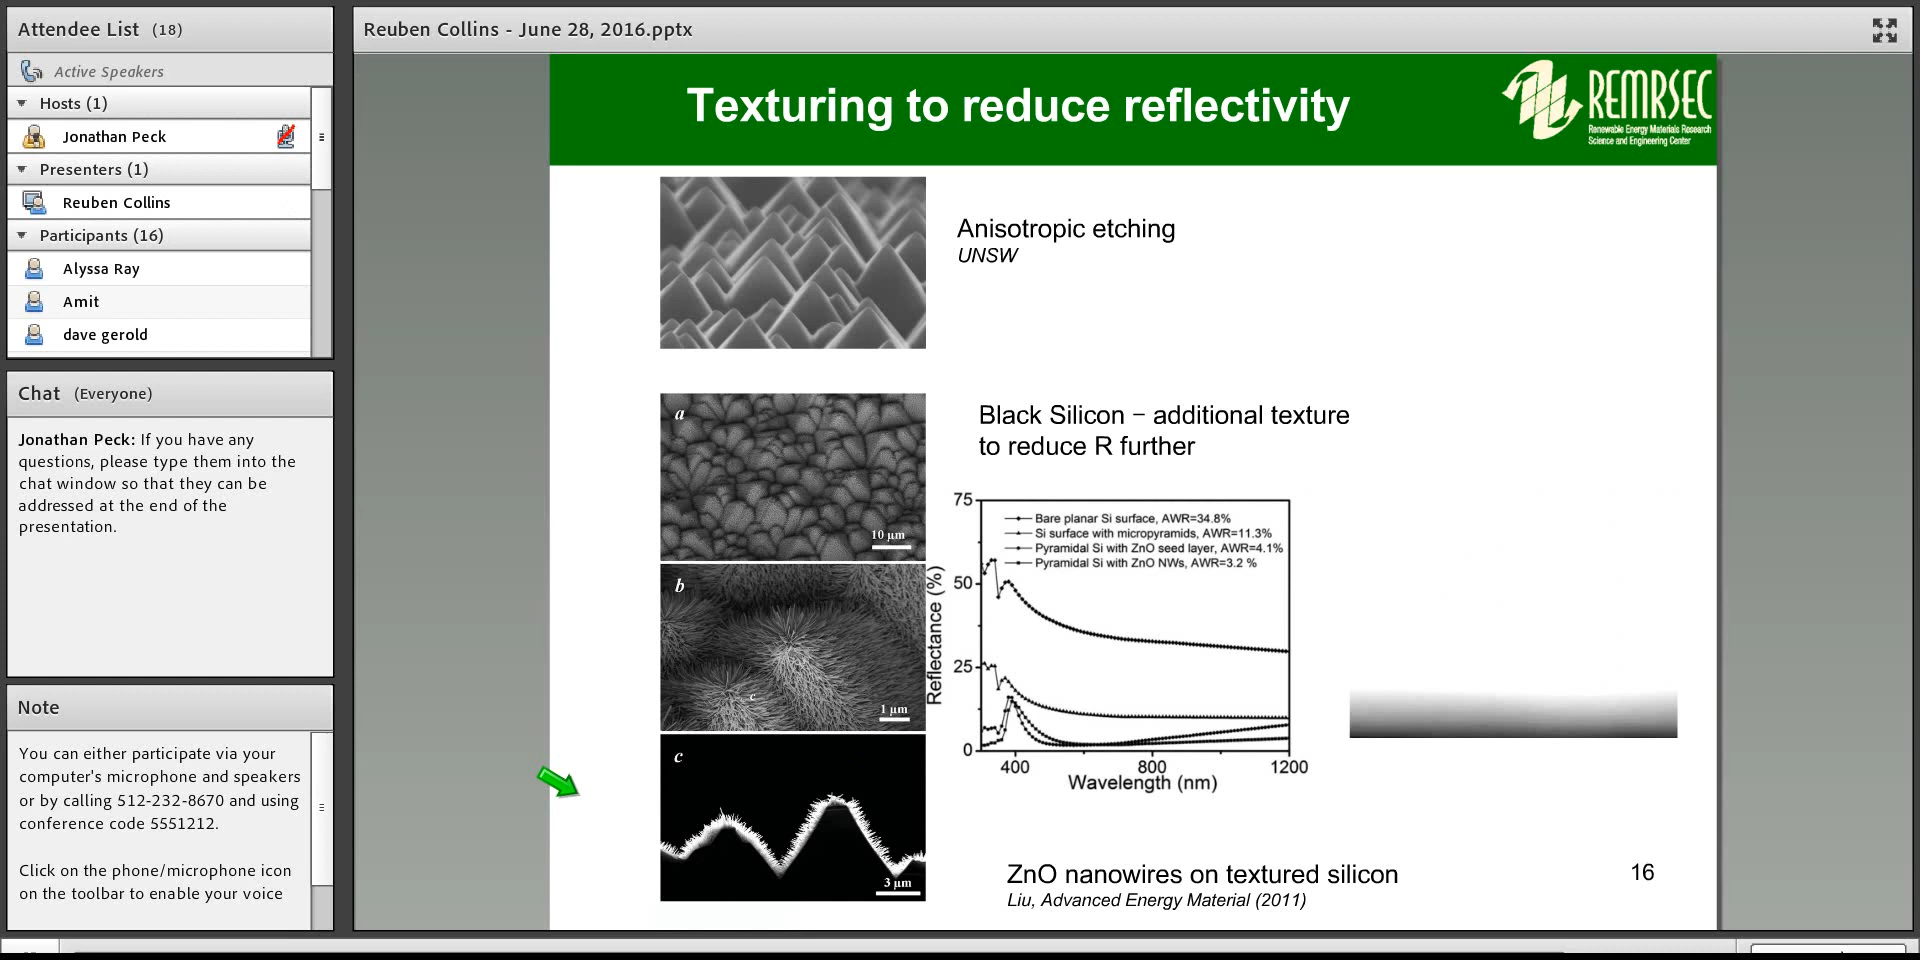 Attendee List (18)
Active Speakers
Hosts (1)
Jonathan Peck
Presenters (1)
Reuben Collins
Participants (16)
Alyssa Ray
Amit
dave gerold
Chat (Everyone)
Jonathan Peck: If you have any
questions, please type them into the
chat window so that they can be
addressed at the end of the
presentation.
Note
You can either participate via your
computer's microphone and speakers
or by calling 512-232-8670 and using
conference code 5551212.
Click on the phone/microphone icon
on the toolbar to enable your voice
Reuben Collins - June 28, 2016.pptx
Texturing to reduce reflectivity
REMRSEC
Renewable Energy Materials Research
Science and Engineering Center
Anisotropic etching
UNSW
a
10 µm
b
c
1 µm
c
3 µm
Black Silicon – additional texture
to reduce R further
75
50
25
0
Reflectance (%)
Bare planar Si surface, AWR=34.8%
Si surface with micropyramids, AWR=11.3%
Pyramidal Si with ZnO seed layer, AWR=4.1%
Pyramidal Si with ZnO NWs, AWR=3.2 %
400 800 1200
Wavelength (nm)
ZnO nanowires on textured silicon
Liu, Advanced Energy Material (2011)
16